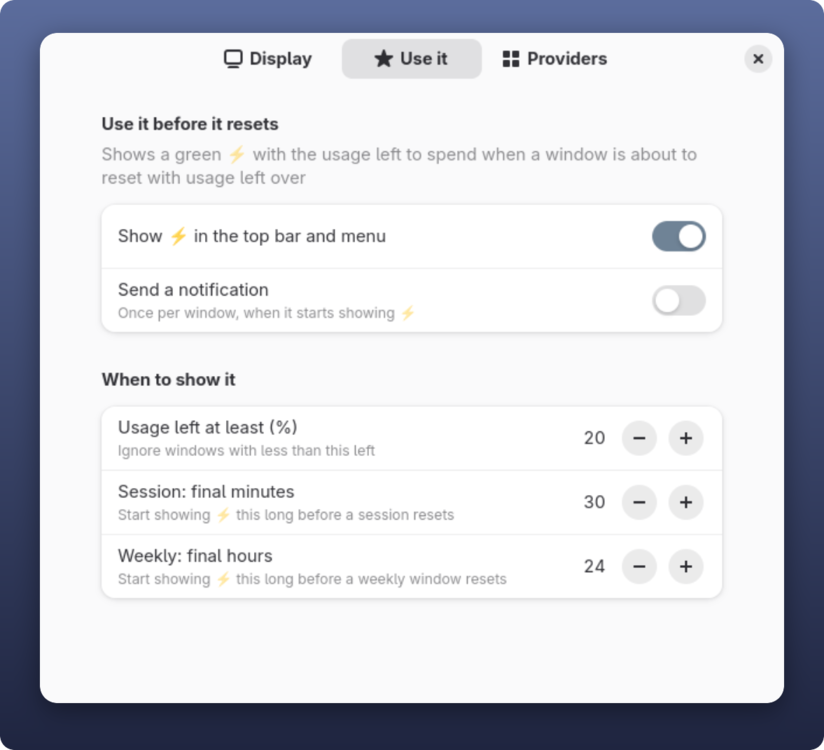 Display
Use it
Providers
Use it before it resets
Shows a green ⚡ with the usage left to spend when a window is about to
reset with usage left over
Show ⚡ in the top bar and menu
Send a notification
Once per window, when it starts showing ⚡
When to show it
Usage left at least (%)
Ignore windows with less than this left
20
Session: final minutes
Start showing ⚡ this long before a session resets
30
Weekly: final hours
Start showing ⚡ this long before a weekly window resets
24